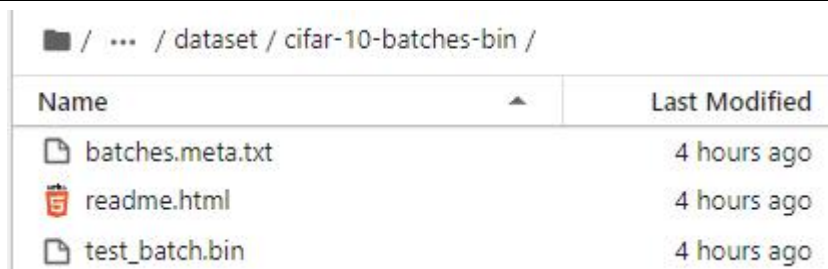 / ... / dataset / cifar-10-batches-bin /
Name Last Modified
batches.meta.txt 4 hours ago
readme.html 4 hours ago
test_batch.bin 4 hours ago